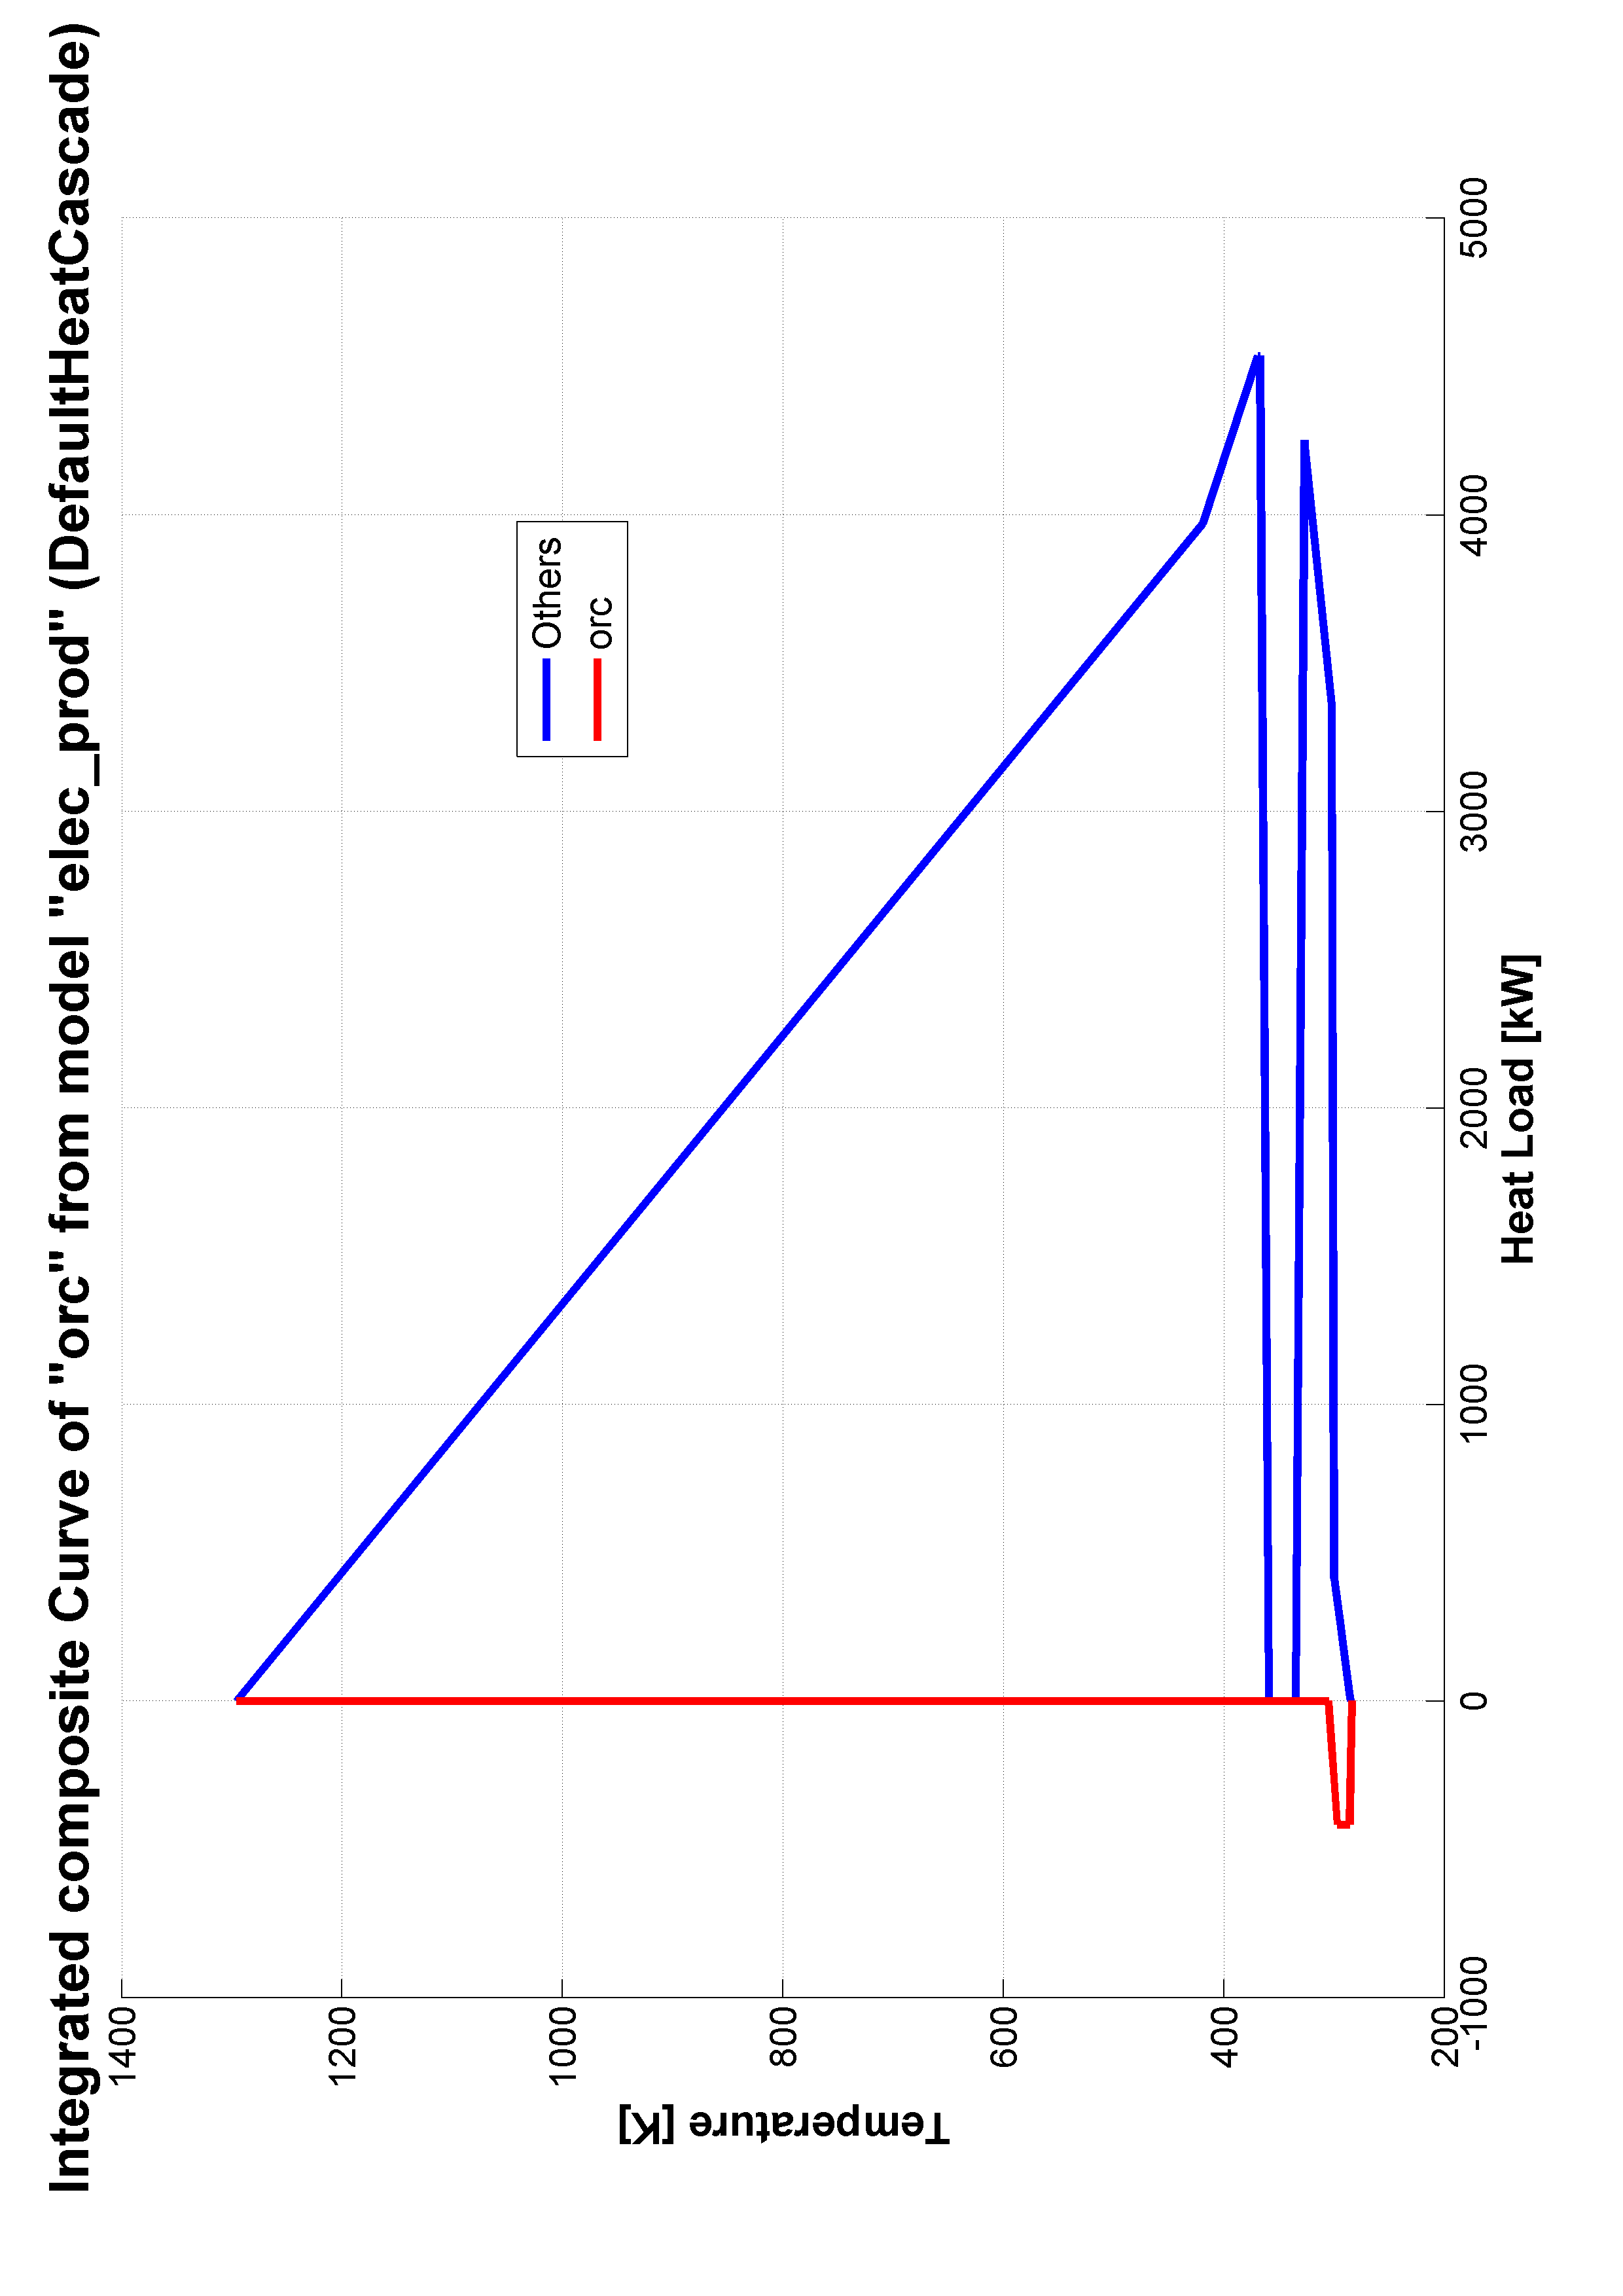 Integrated composite Curve of "orc" from model "elec_prod" (DefaultHeatCascade)
Temperature [K]
1400
1200
1000
800
600
400
200
Others
orc
-1000
0
1000
2000
3000
4000
5000
Heat Load [kW]